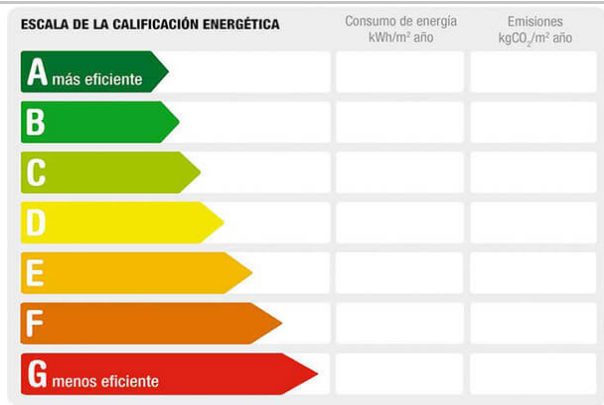 ESCALA DE LA CALIFICACIÓN ENERGÉTICA
Consumo de energía
kWh/m² año
Emisiones
kgCO₂/m² año
A más eficiente
B
C
D
E
F
G menos eficiente